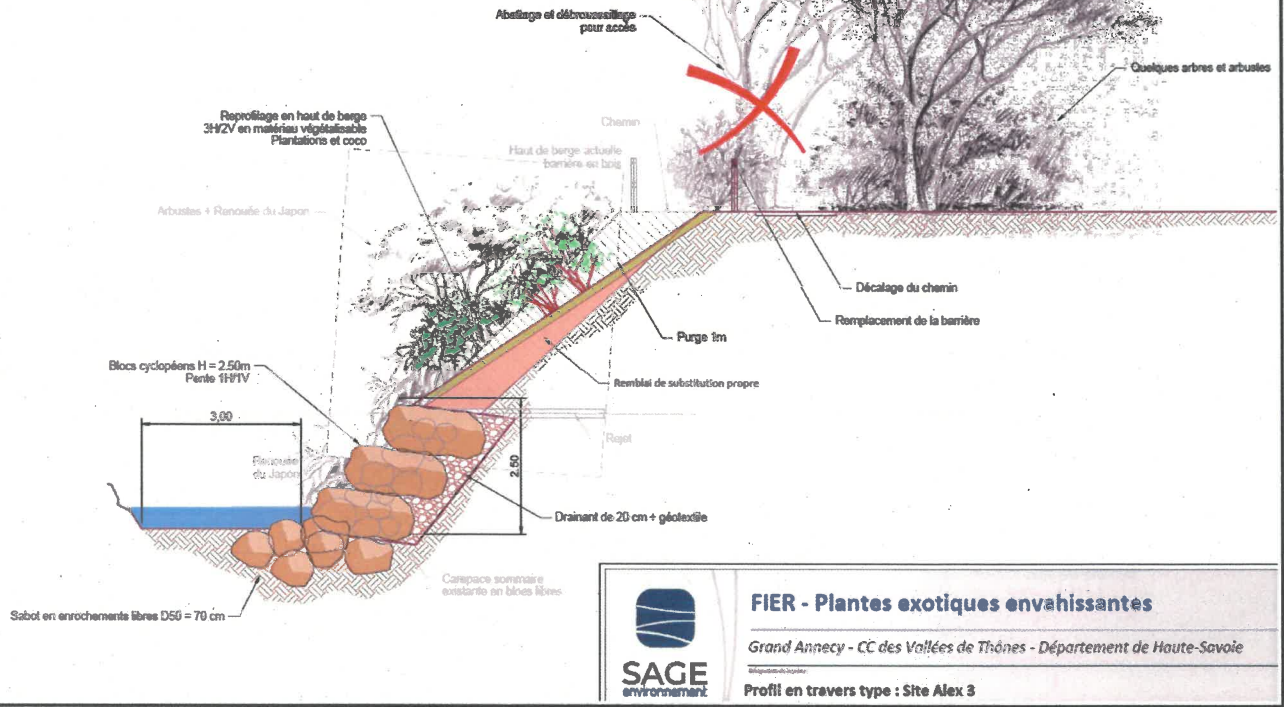 Abattage et débroussaillage
pour accès
Quelques arbres et arbustes
Reprofilage en haut de berge
3H/2V en matériau végétalisable
Plantations et coco
Chemin
Haut de berge actuelle
barrière en bois
Arbustes + Renouée du Japon
Décalage du chemin
Remplacement de la barrière
Purge 1m
Blocs cyclopéens H = 2.50m
Pente 1H/1V
Remblai de substitution propre
3,00
Rejet
Renouée
du Japon
2.50
Drainant de 20 cm + géotextile
Carapace sommaire
existante en blocs libres
Sabot en enrochements libres D50 = 70 cm
SAGE
environnement
FIER - Plantes exotiques envahissantes
Grand Annecy - CC des Vallées de Thônes - Département de Haute-Savoie
Profil en travers type : Site Alex 3